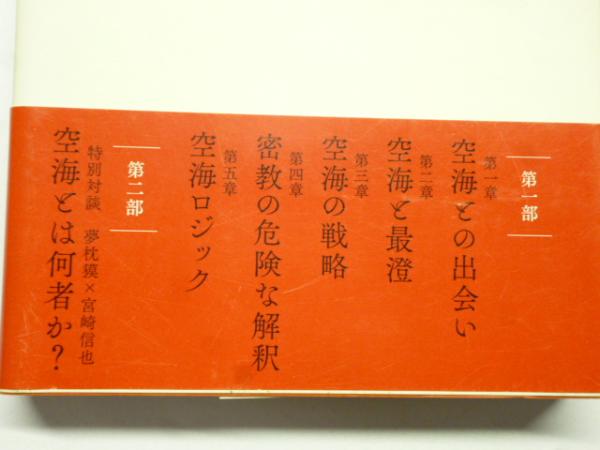 第一部
第一章
空海との出会い
第二章
空海と最澄
第三章
空海の戦略
第四章
密教の危険な解釈
第五章
空海ロジック
第二部
特別対談 夢枕獏×宮崎信也
空海とは何者か?